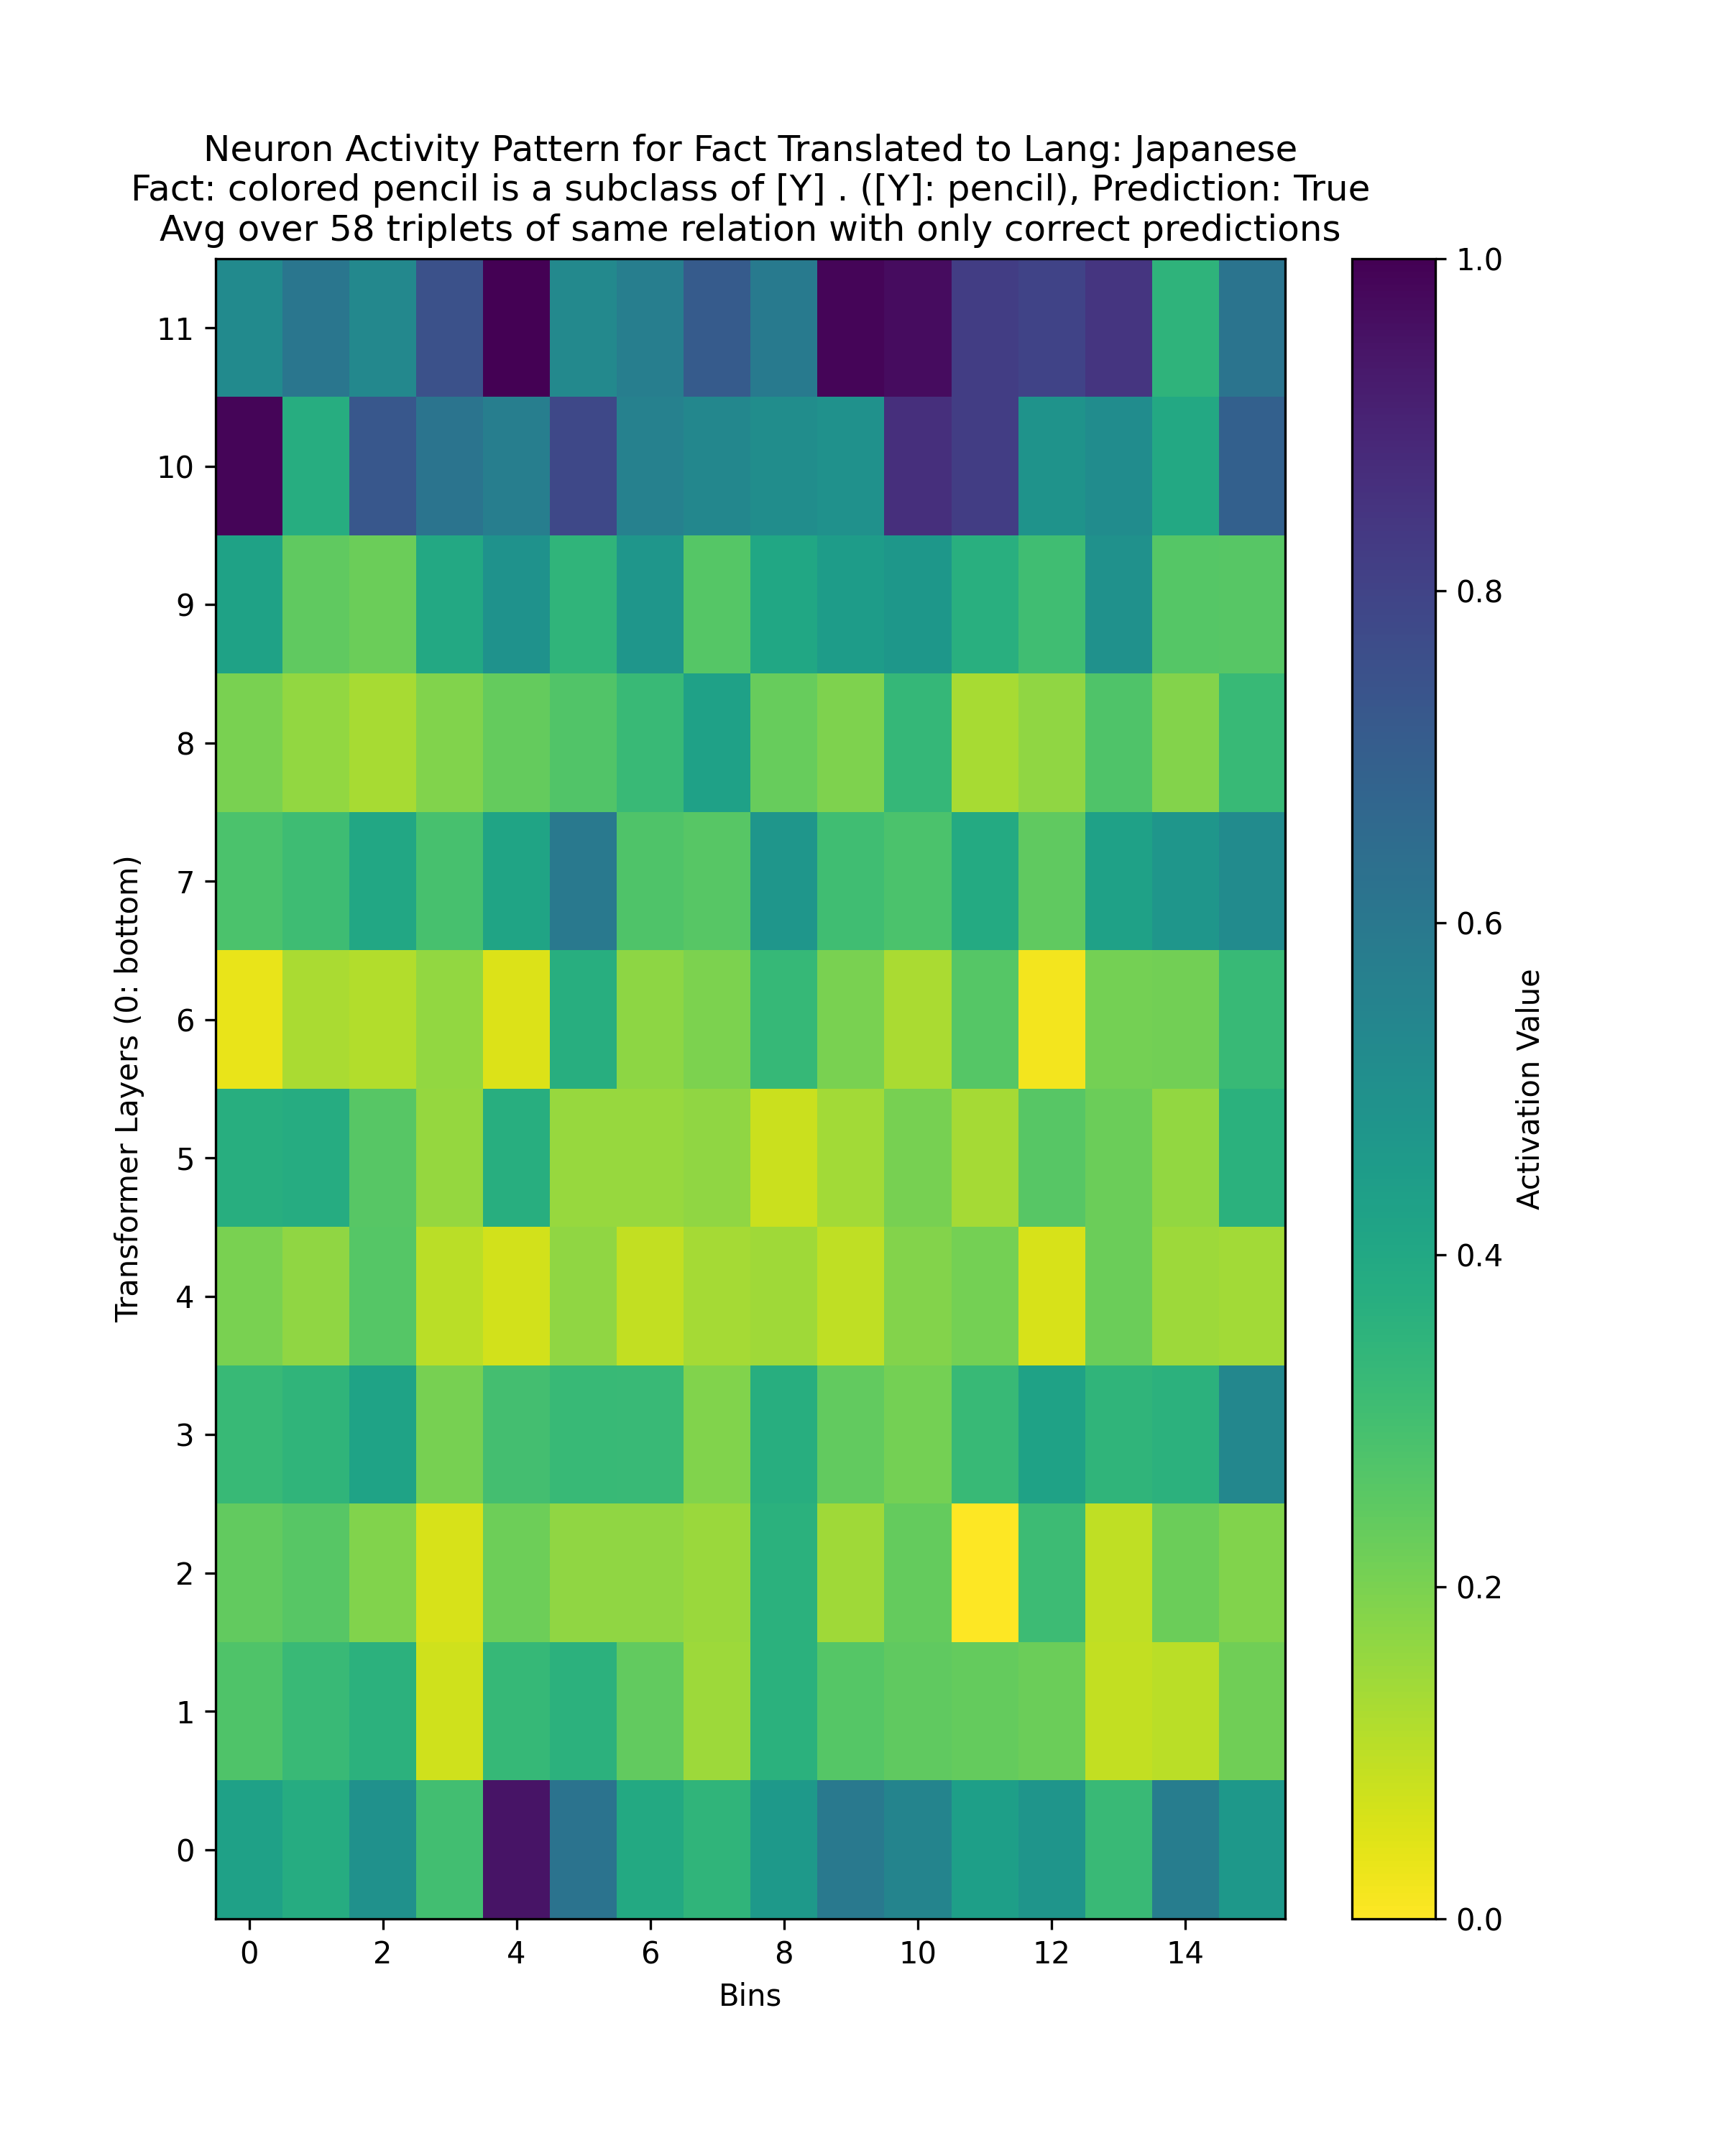 Neuron Activity Pattern for Fact Translated to Lang: Japanese
Fact: colored pencil is a subclass of [Y] . ([Y]: pencil), Prediction: True
Avg over 58 triplets of same relation with only correct predictions
11
10
9
8
7
6
5
4
3
2
1
0
Transformer Layers (0: bottom)
0 2 4 6 8 10 12 14
Bins
1.0
0.8
0.6
0.4
0.2
0.0
Activation Value